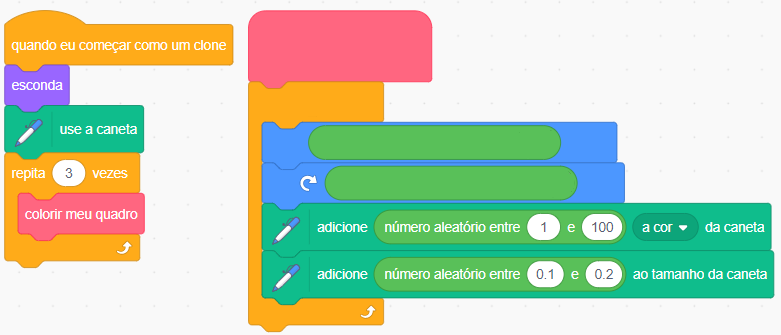 quando eu começar como um clone
esconda
use a caneta
repita 3 vezes
colorir meu quadro
adicione número aleatório entre 1 e 100 a cor da caneta
adicione número aleatório entre 0.1 e 0.2 ao tamanho da caneta